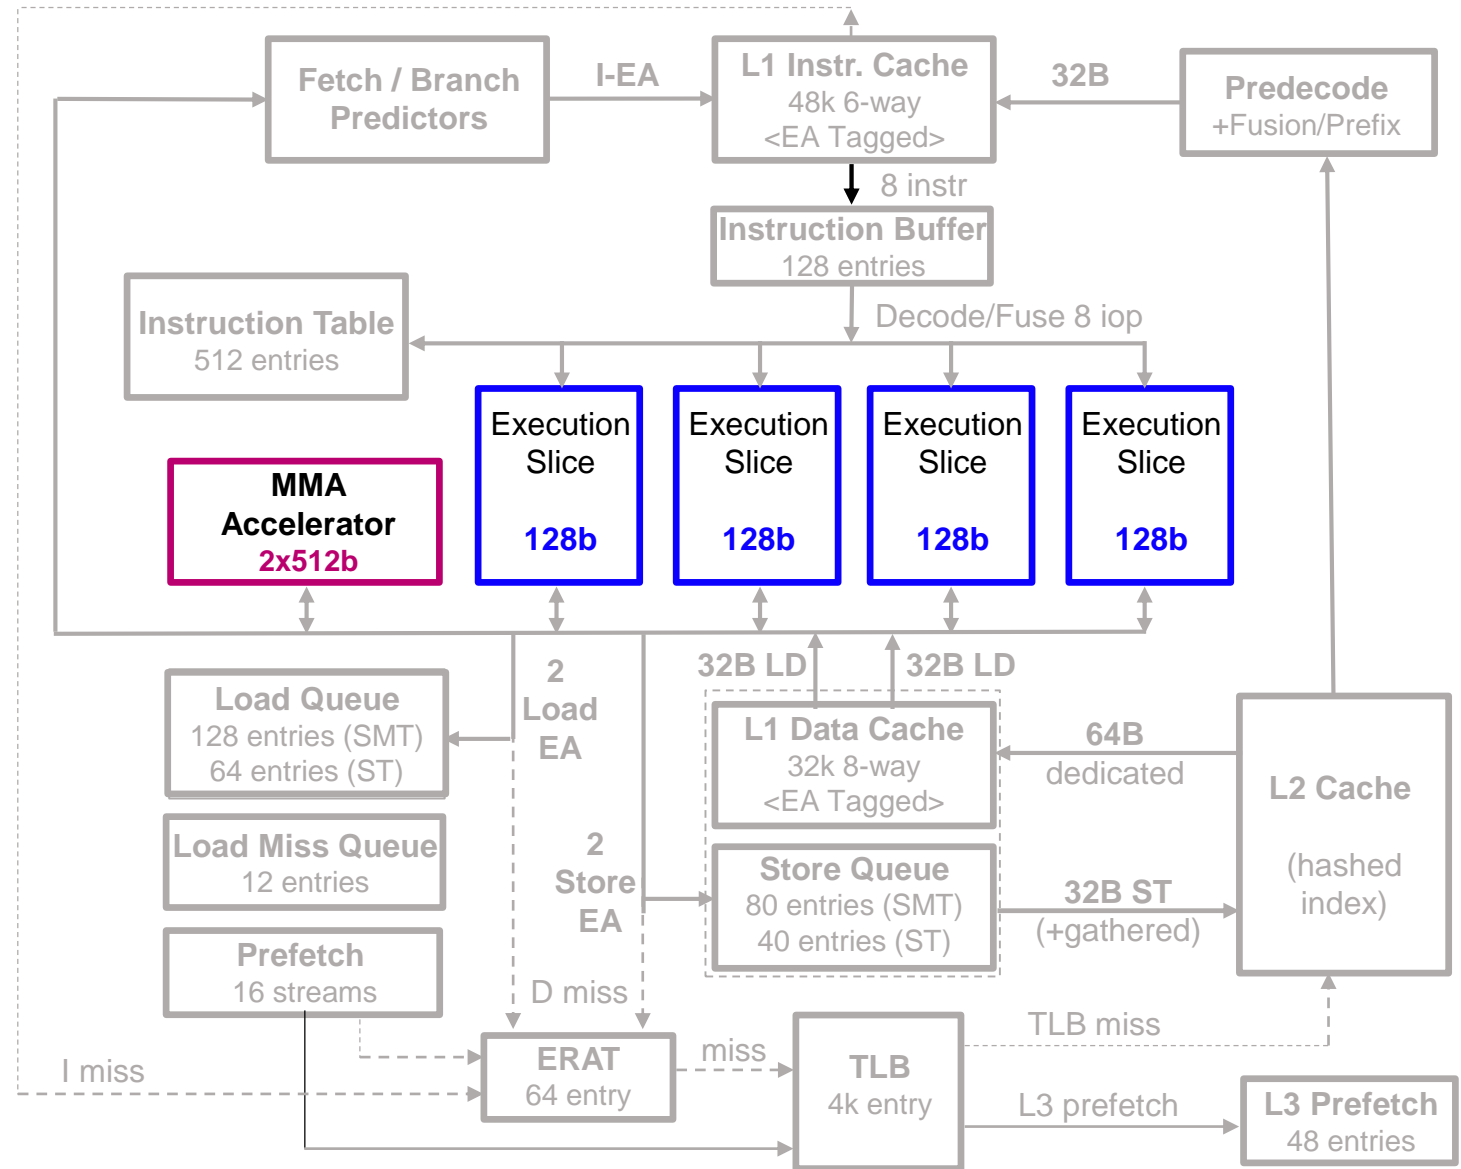 Fetch / Branch
Predictors
I-EA
L1 Instr. Cache
48k 6-way
<EA Tagged>
32B
Predecode
+Fusion/Prefix
8 instr
Instruction Buffer
128 entries
Decode/Fuse 8 iop
Instruction Table
512 entries
Execution
Slice
128b
Execution
Slice
128b
Execution
Slice
128b
Execution
Slice
128b
MMA
Accelerator
2x512b
2
Load
EA
32B LD
32B LD
Load Queue
128 entries (SMT)
64 entries (ST)
L1 Data Cache
32k 8-way
<EA Tagged>
64B
dedicated
L2 Cache
(hashed
index)
Load Miss Queue
12 entries
2
Store
EA
Store Queue
80 entries (SMT)
40 entries (ST)
32B ST
(+gathered)
Prefetch
16 streams
D miss
I miss
ERAT
64 entry
miss
TLB
4k entry
TLB miss
L3 prefetch
L3 Prefetch
48 entries